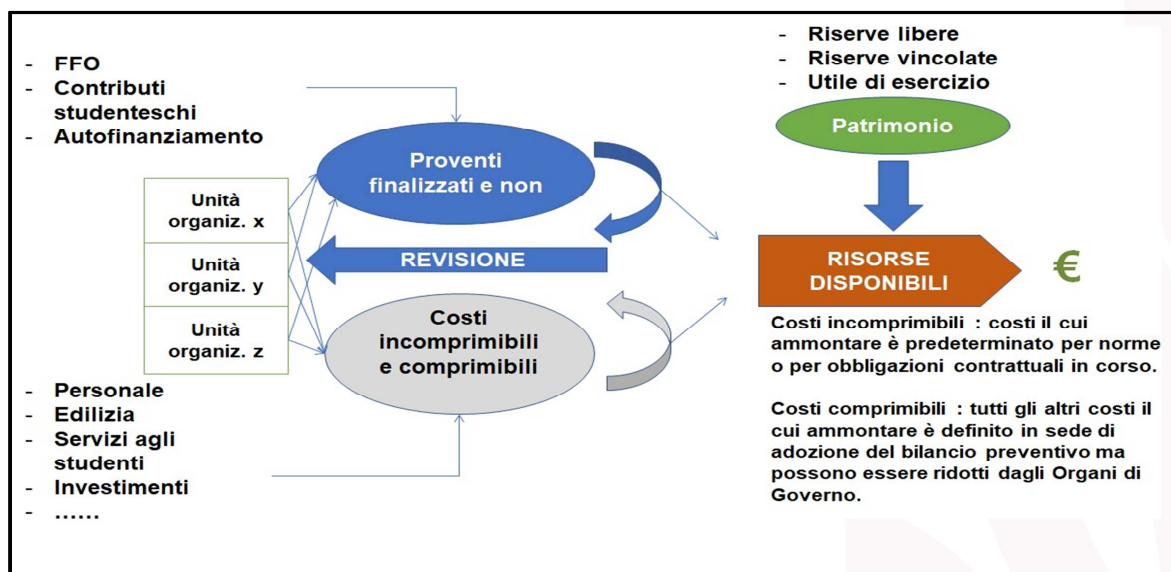 - FFO
- Contributi
studenteschi
- Autofinanziamento
Unità
organiz. x
Unità
organiz. y
Unità
organiz. z
- Personale
- Edilizia
- Servizi agli
studenti
- Investimenti
- ......
Proventi
finalizzati e non
REVISIONE
Costi
incomprimibili
e comprimibili
- Riserve libere
- Riserve vincolate
- Utile di esercizio
Patrimonio
RISORSE
DISPONIBILI
€
Costi incomprimibili : costi il cui
ammontare è predeterminato per norme
o per obbligazioni contrattuali in corso.
Costi comprimibili : tutti gli altri costi il
cui ammontare è definito in sede di
adozione del bilancio preventivo ma
possono essere ridotti dagli Organi di
Governo.